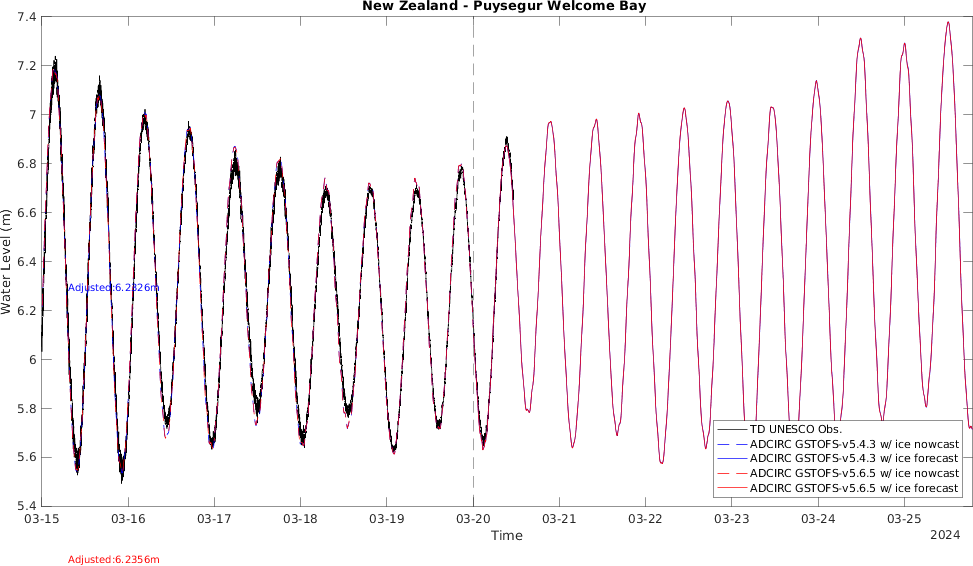 New Zealand - Puysegur Welcome Bay
7.4
7.2
7
6.8
6.6
6.4
6.2
6
5.8
5.6
5.4
Water Level (m)
Adjusted:6.2326m
TD UNESCO Obs.
ADCIRC GSTOFS-v5.4.3 w/ ice nowcast
ADCIRC GSTOFS-v5.4.3 w/ ice forecast
ADCIRC GSTOFS-v5.6.5 w/ ice nowcast
ADCIRC GSTOFS-v5.6.5 w/ ice forecast
03-15 03-16 03-17 03-18 03-19 03-20 03-21 03-22 03-23 03-24 03-25
Time
2024
Adjusted:6.2356m